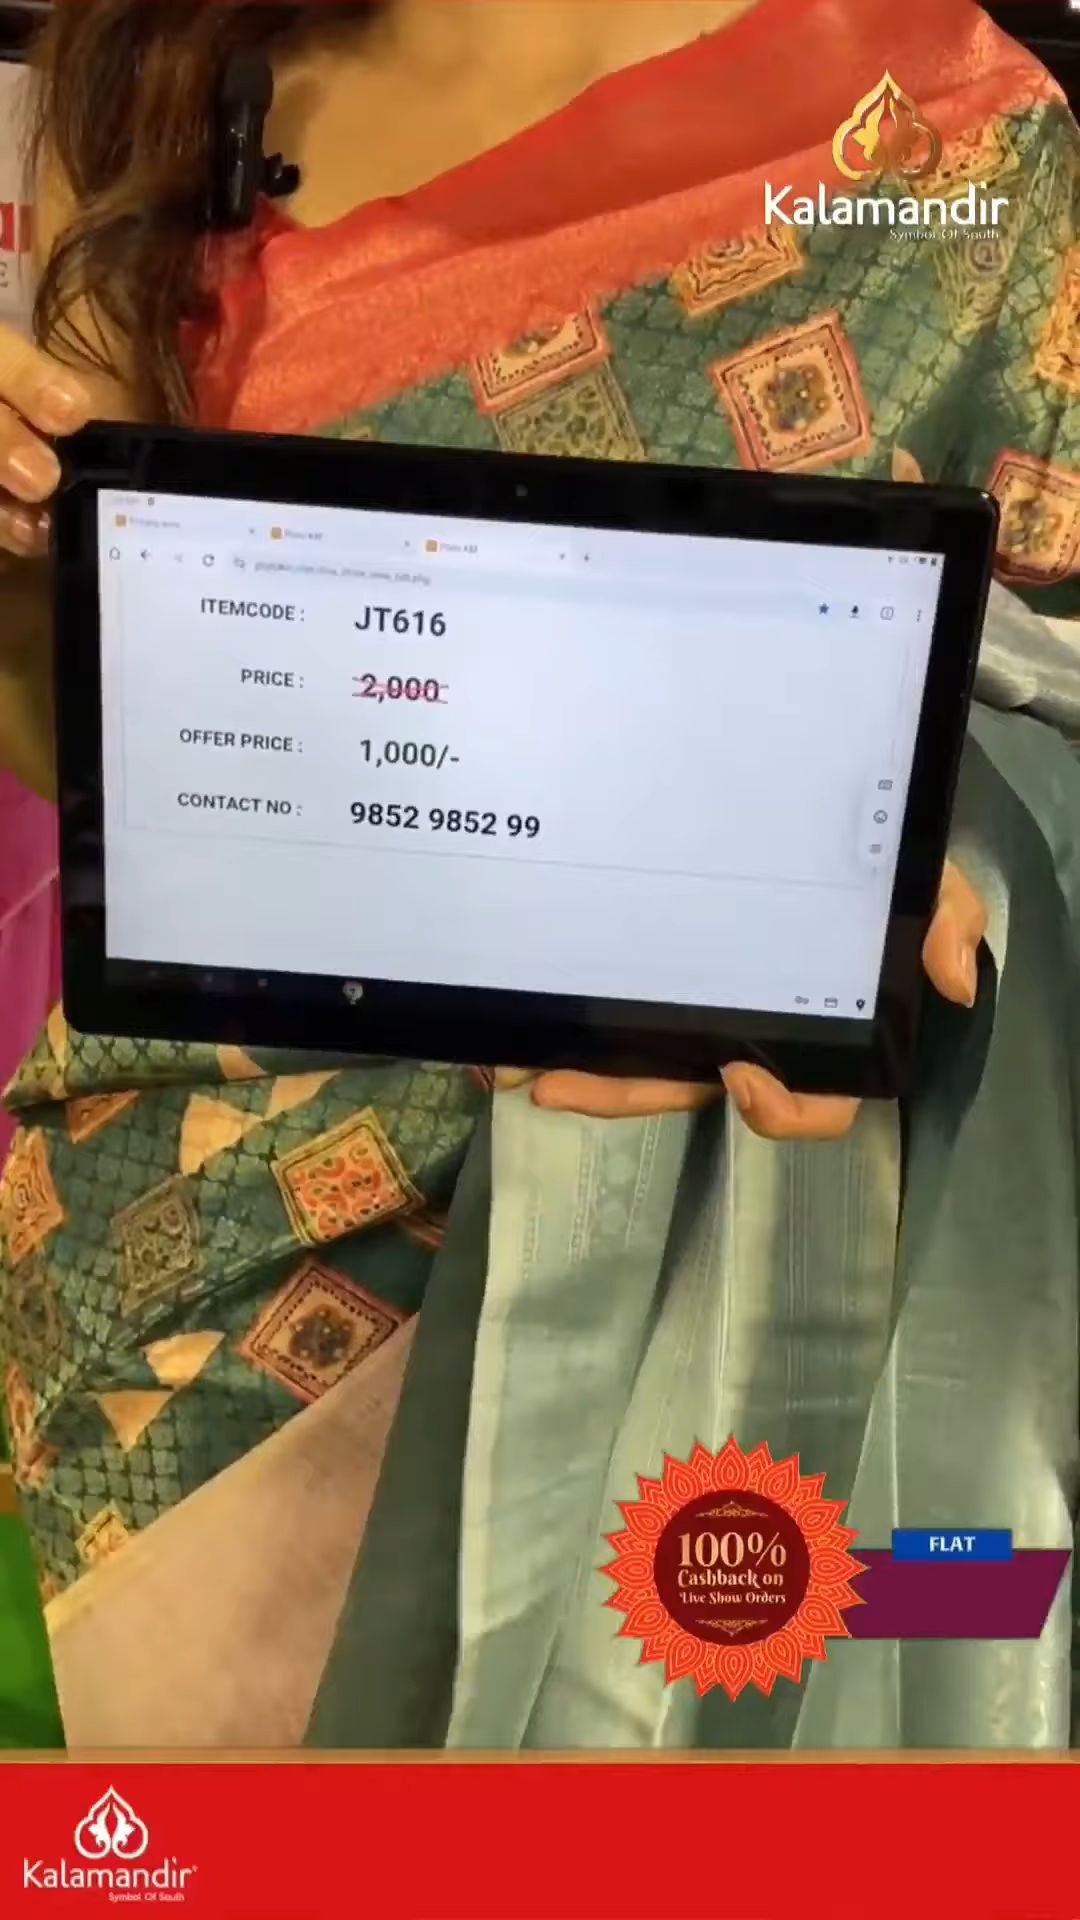 Kalamandir
Symbol Of South
E
ITEMCODE : JT616
PRICE : 2,000
OFFER PRICE : 1,000/-
CONTACT NO : 9852 9852 99
FLAT
100%
Cashback on
Live Show Orders
Kalamandir
Symbol Of South